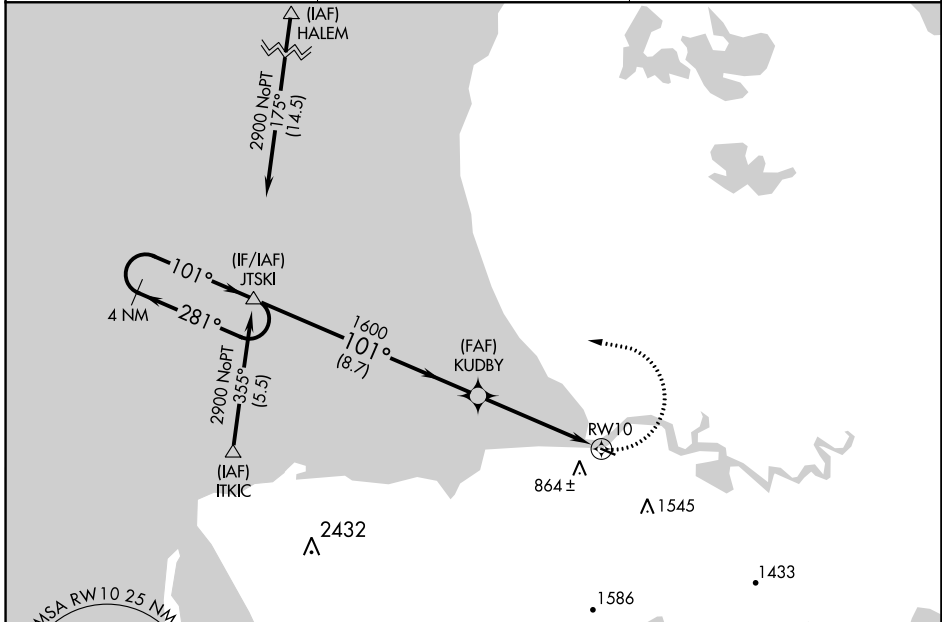 (IAF)
HALEM
2900 NoPT
175°
(14.5)
(IF/IAF)
JTSKI
101°
4 NM
281°
1600
101°
(8.7)
(FAF)
KUDBY
2900 NoPT
355°
(5.5)
RW10
(IAF)
ITKIC
864 ±
1545
2432
1433
1586
MSA RW10 25 NM